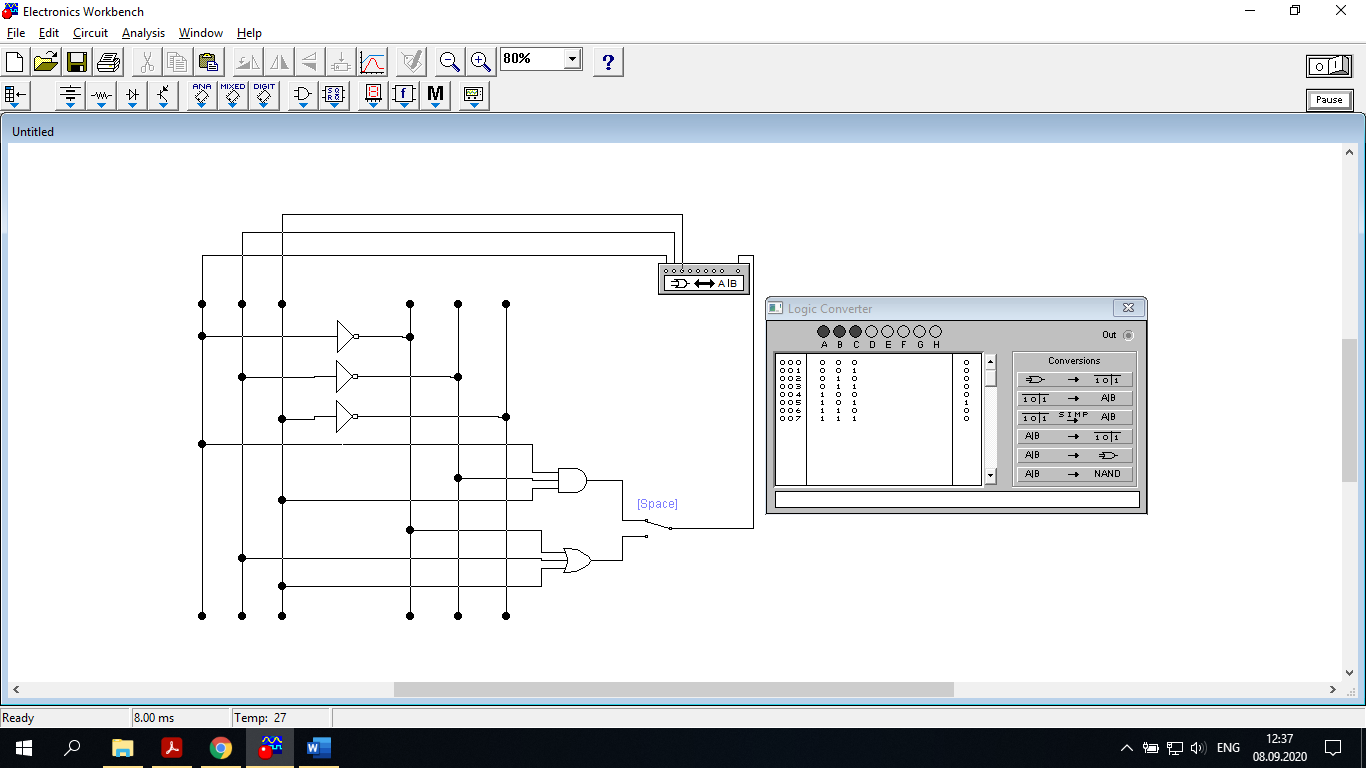 Electronics Workbench
File Edit Circuit Analysis Window Help
80%
?
O I
ANA MIXED DIGIT
f M
Pause
Untitled
A|B
Logic Converter
Out
A B C D E F G H
Conversions
000 0 0 0 0
001 0 0 1 0
002 0 1 0 0
003 0 1 1 0
004 1 0 0 0
005 1 0 1 1
006 1 1 0 0
007 1 1 1 0
→ 1 0 | 1
1 0 | 1 → A|B
1 0 | 1 SIMP → A|B
A|B → 1 0 | 1
A|B →
A|B → NAND
[Space]
Ready 8.00 ms Temp: 27
ENG
12:37
08.09.2020